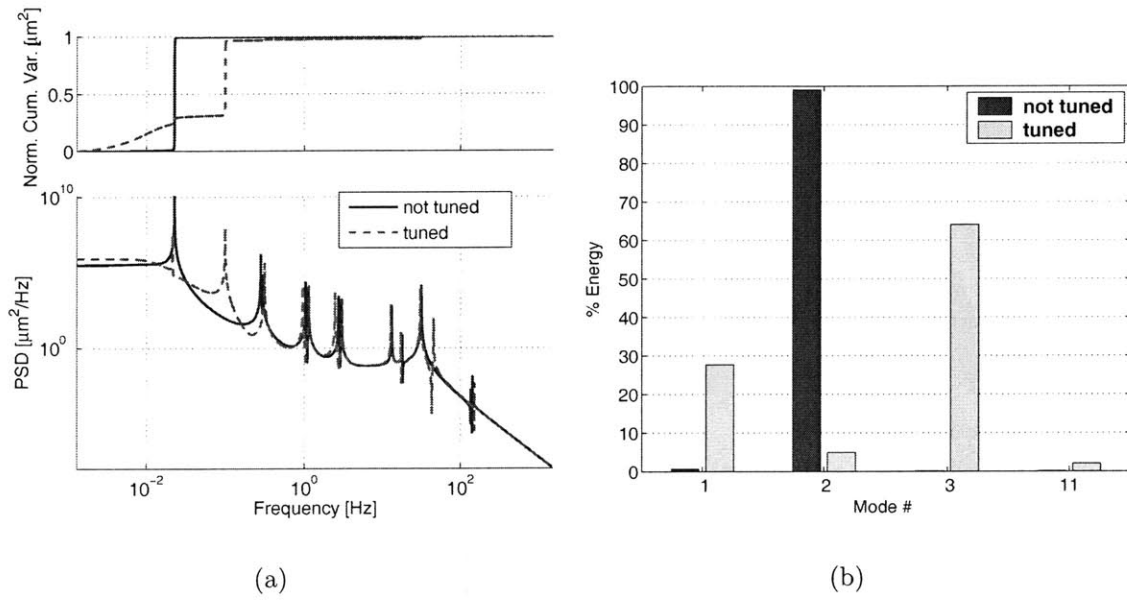 Norm. Cum. Var. [μm²]
1
0.5
0
PSD [μm²/Hz]
10¹⁰
10⁰
not tuned
tuned
10⁻² 10⁰ 10²
Frequency [Hz]
(a)
% Energy
100
90
80
70
60
50
40
30
20
10
0
not tuned
tuned
1 2 3 11
Mode #
(b)